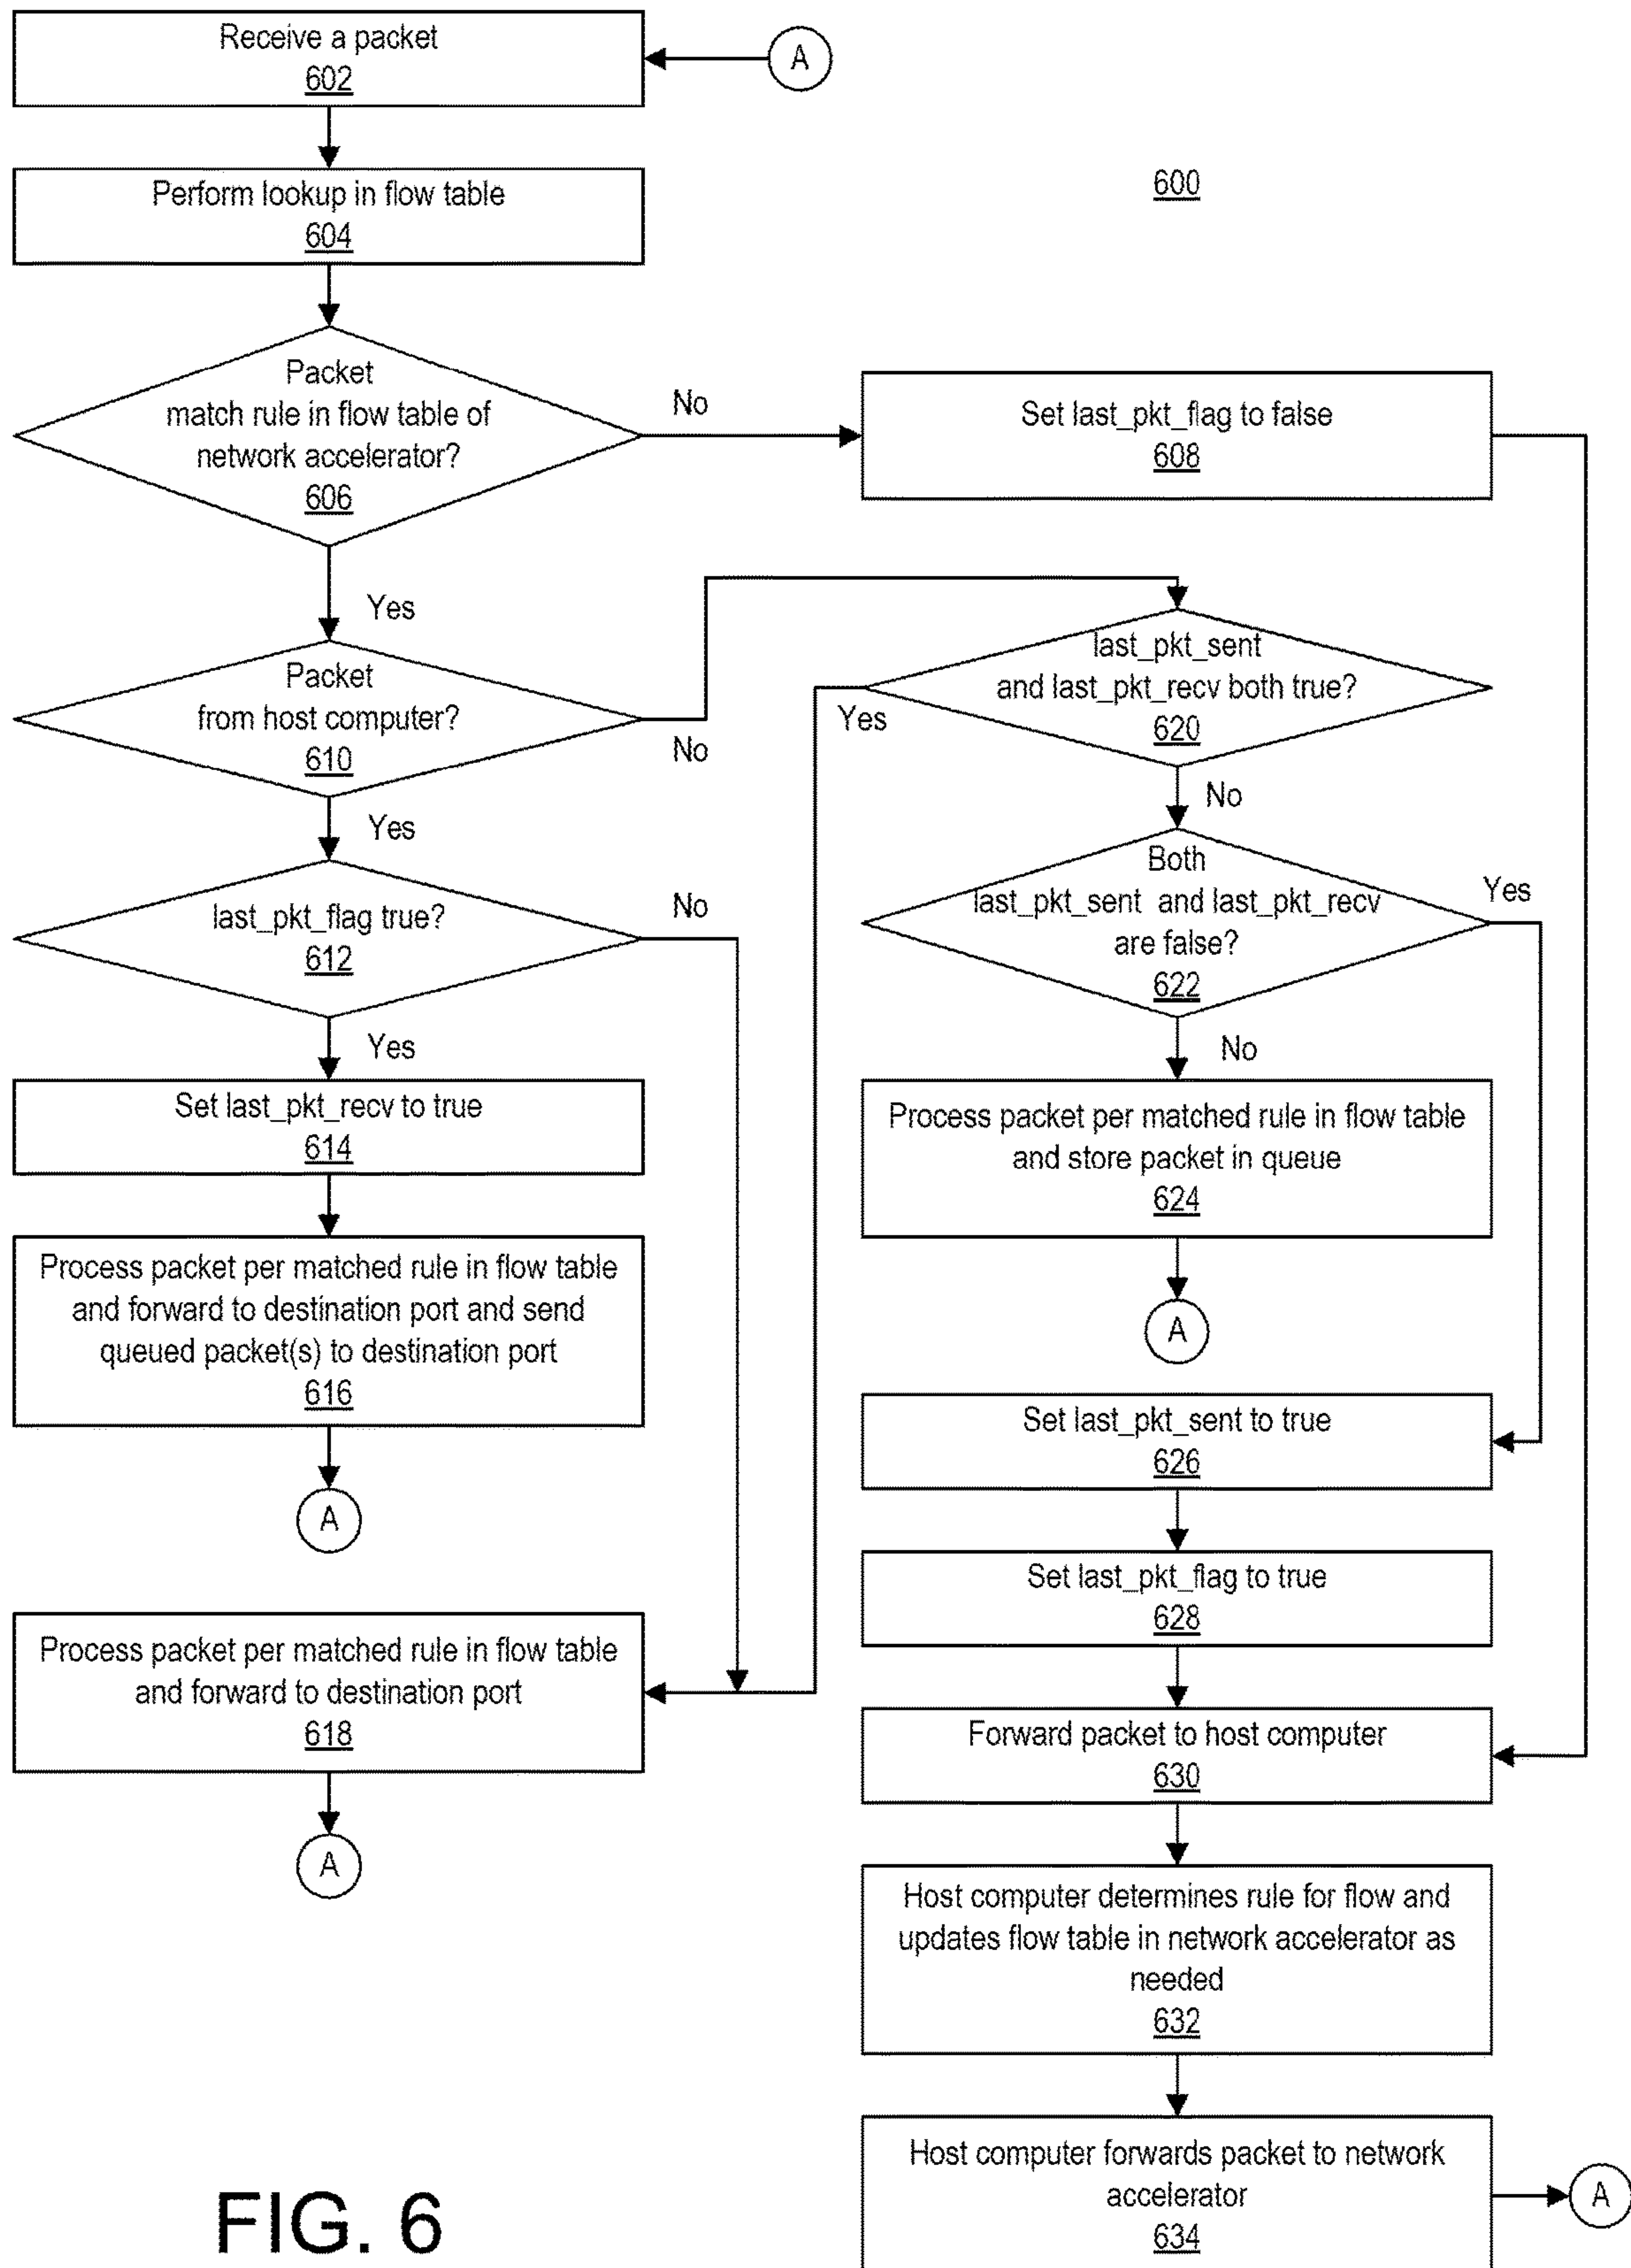 Receive a packet
602
A
Perform lookup in flow table
604
600
Packet
match rule in flow table of
network accelerator?
606
No
Set last_pkt_flag to false
608
Yes
Packet
from host computer?
610
No
last_pkt_sent
and last_pkt_recv both true?
620
Yes
No
Yes
last_pkt_flag true?
612
No
Both
last_pkt_sent and last_pkt_recv
are false?
622
Yes
No
Yes
Set last_pkt_recv to true
614
Process packet per matched rule in flow table
and store packet in queue
624
A
Process packet per matched rule in flow table
and forward to destination port and send
queued packet(s) to destination port
616
A
Set last_pkt_sent to true
626
Set last_pkt_flag to true
628
Process packet per matched rule in flow table
and forward to destination port
618
A
Forward packet to host computer
630
Host computer determines rule for flow and
updates flow table in network accelerator as
needed
632
Host computer forwards packet to network
accelerator
634
A
FIG. 6